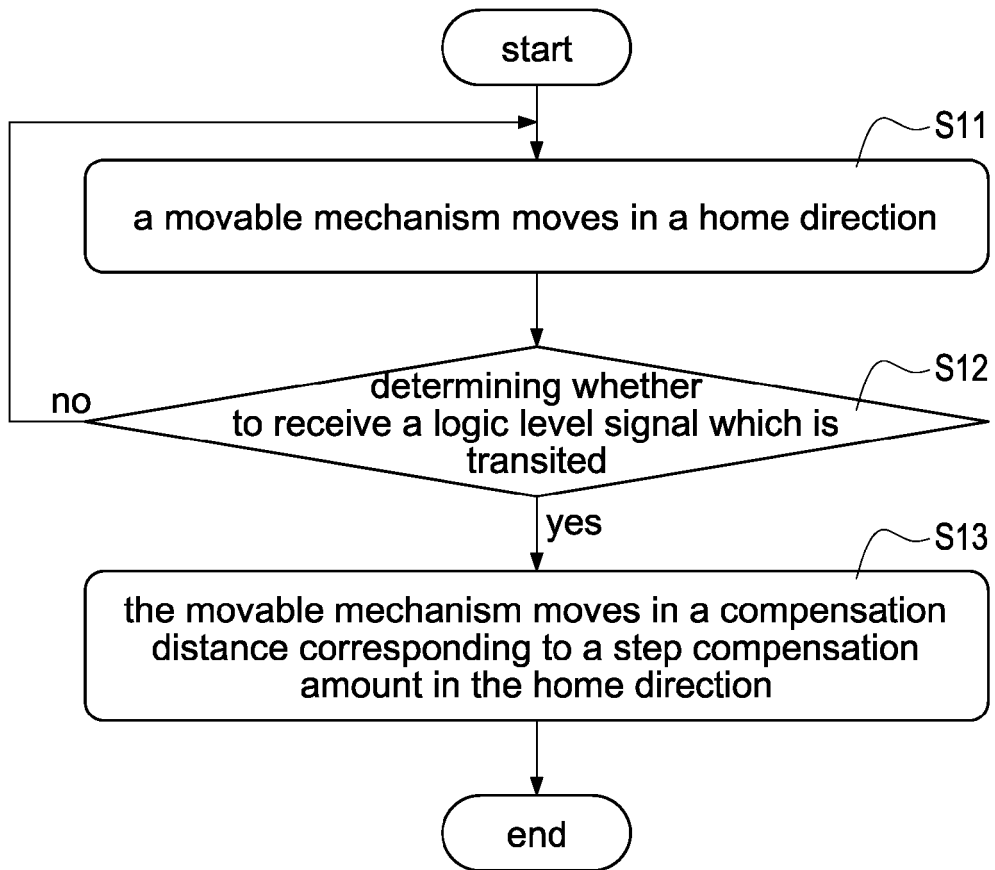 start
S11
a movable mechanism moves in a home direction
S12
determining whether
no
to receive a logic level signal which is
transited
yes
S13
the movable mechanism moves in a compensation
distance corresponding to a step compensation
amount in the home direction
end